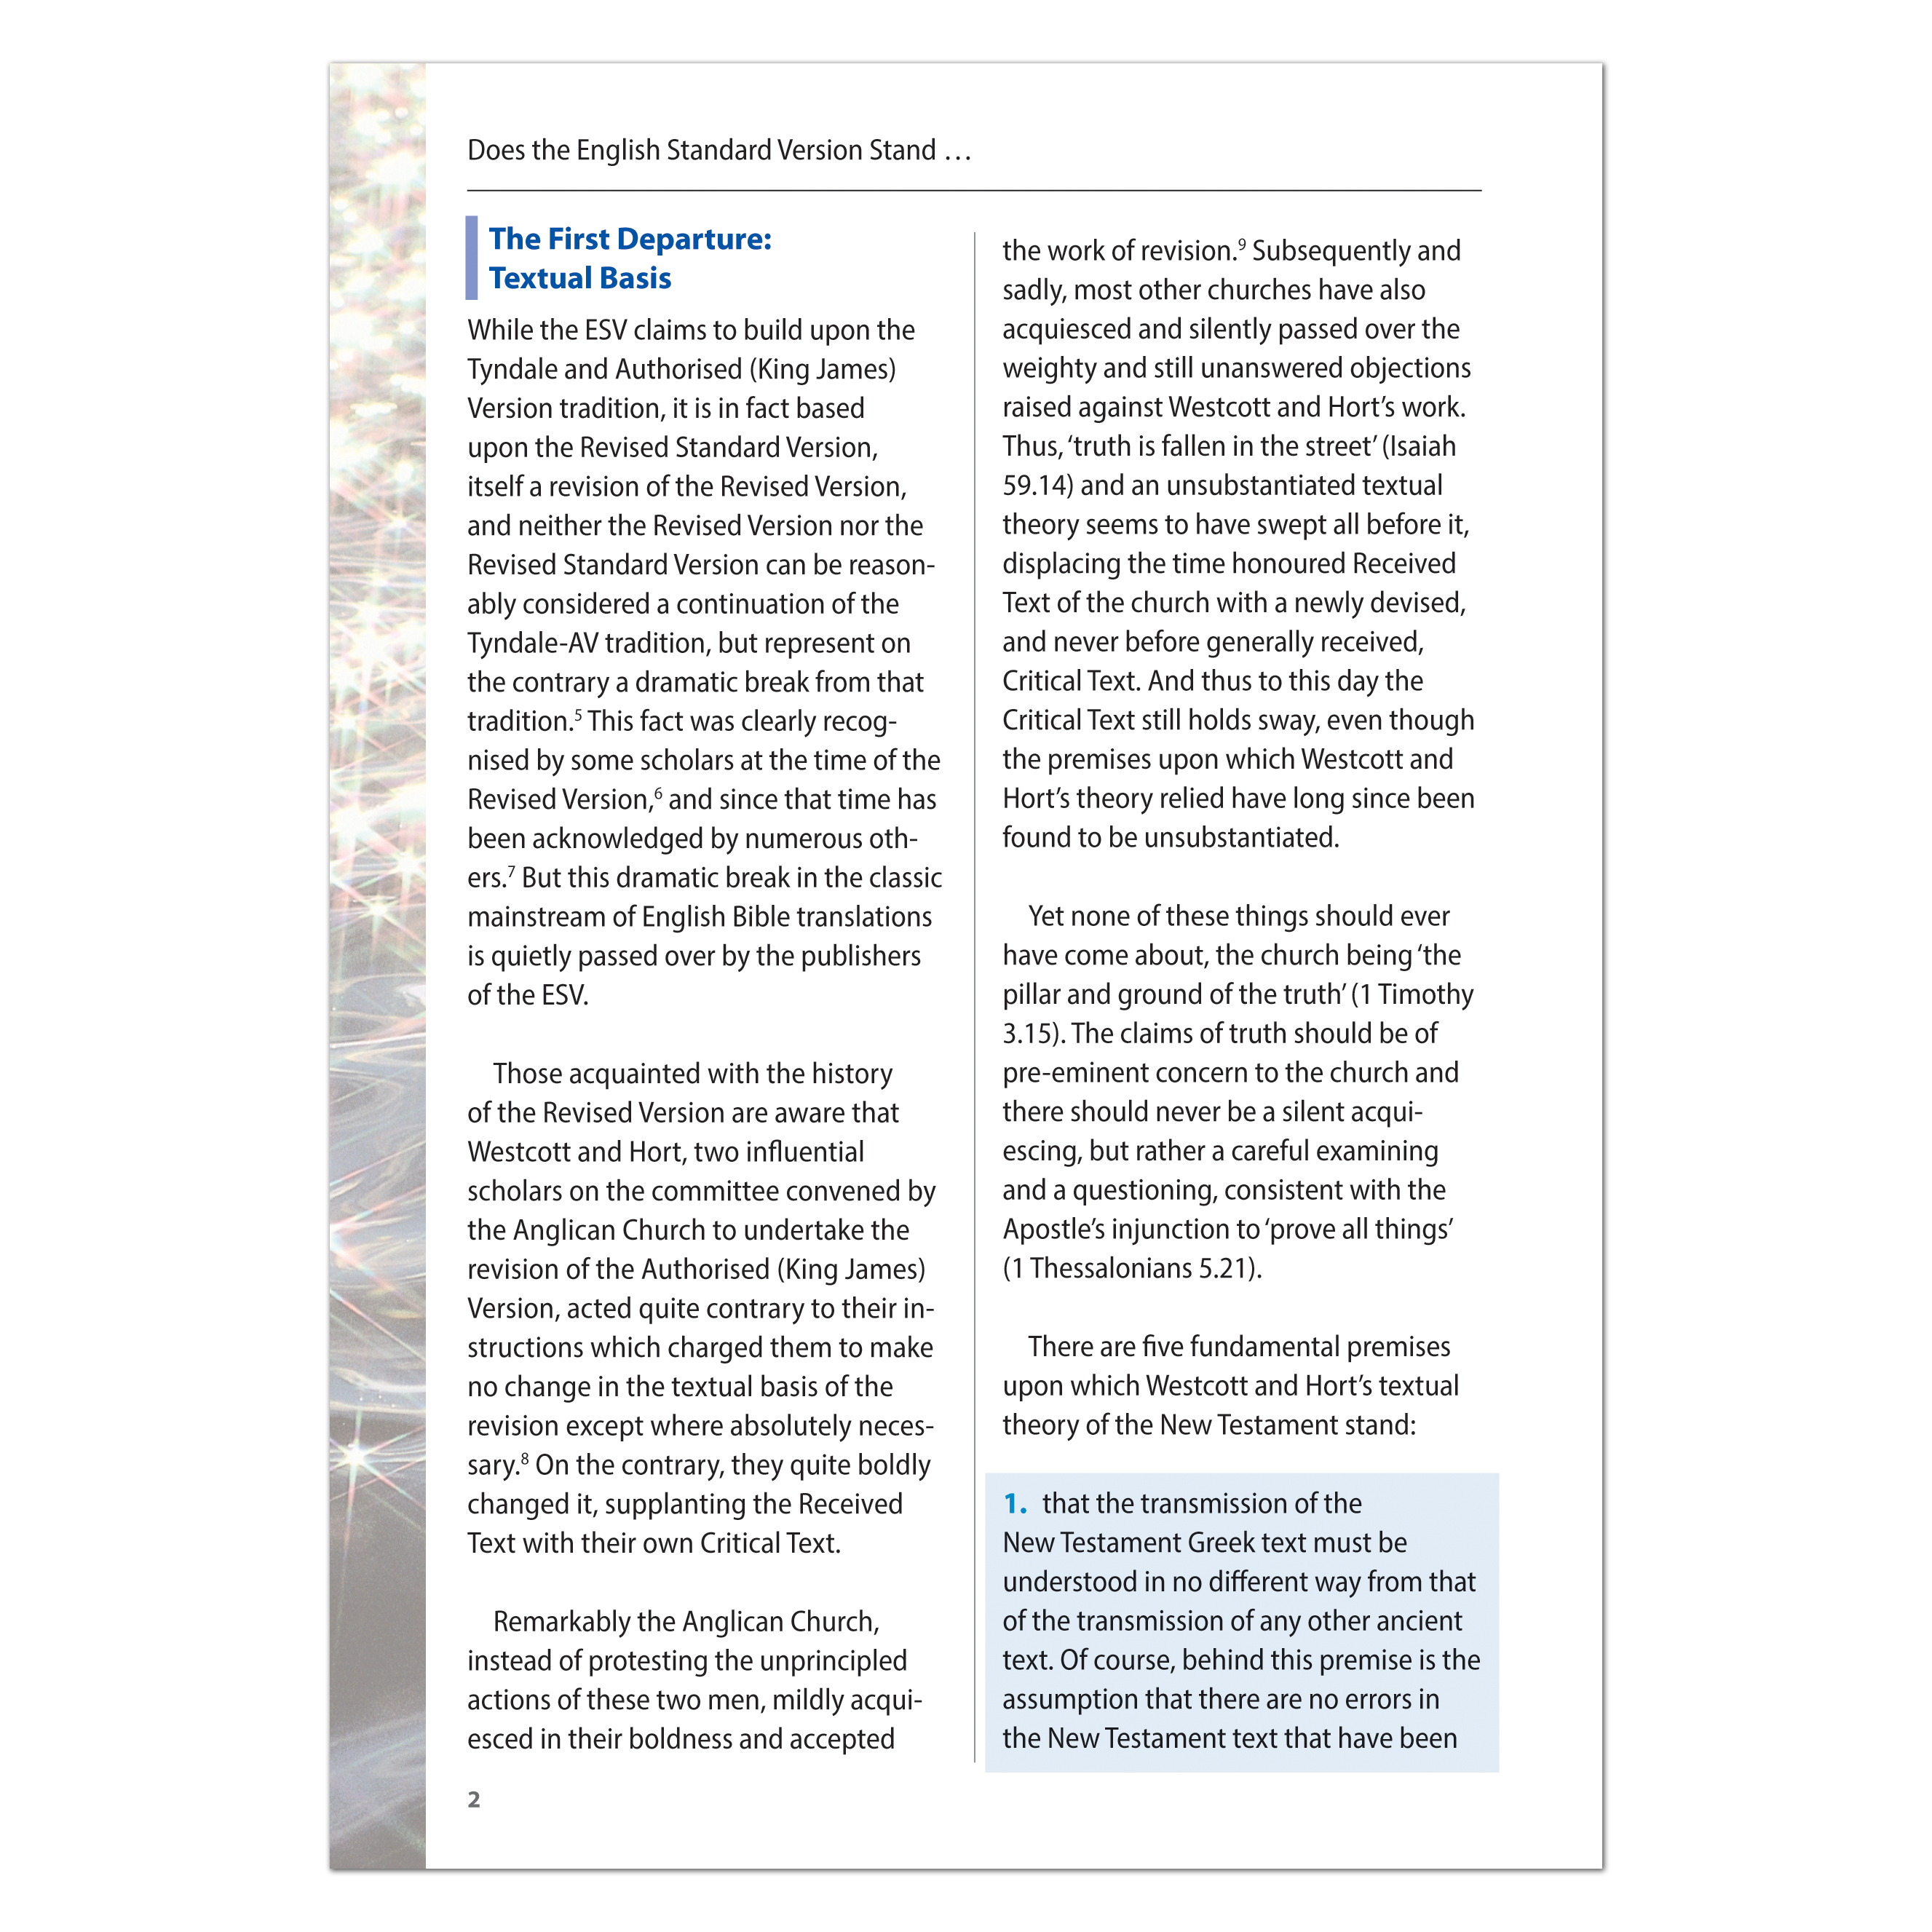 Does the English Standard Version Stand …
The First Departure:
Textual Basis
While the ESV claims to build upon the
Tyndale and Authorised (King James)
Version tradition, it is in fact based
upon the Revised Standard Version,
itself a revision of the Revised Version,
and neither the Revised Version nor the
Revised Standard Version can be reason-
ably considered a continuation of the
Tyndale-AV tradition, but represent on
the contrary a dramatic break from that
tradition.⁵ This fact was clearly recog-
nised by some scholars at the time of the
Revised Version,⁶ and since that time has
been acknowledged by numerous oth-
ers.⁷ But this dramatic break in the classic
mainstream of English Bible translations
is quietly passed over by the publishers
of the ESV.
Those acquainted with the history
of the Revised Version are aware that
Westcott and Hort, two influential
scholars on the committee convened by
the Anglican Church to undertake the
revision of the Authorised (King James)
Version, acted quite contrary to their in-
structions which charged them to make
no change in the textual basis of the
revision except where absolutely neces-
sary.⁸ On the contrary, they quite boldly
changed it, supplanting the Received
Text with their own Critical Text.
Remarkably the Anglican Church,
instead of protesting the unprincipled
actions of these two men, mildly acqui-
esced in their boldness and accepted
the work of revision.⁹ Subsequently and
sadly, most other churches have also
acquiesced and silently passed over the
weighty and still unanswered objections
raised against Westcott and Hort’s work.
Thus, ‘truth is fallen in the street’ (Isaiah
59.14) and an unsubstantiated textual
theory seems to have swept all before it,
displacing the time honoured Received
Text of the church with a newly devised,
and never before generally received,
Critical Text. And thus to this day the
Critical Text still holds sway, even though
the premises upon which Westcott and
Hort’s theory relied have long since been
found to be unsubstantiated.
Yet none of these things should ever
have come about, the church being ‘the
pillar and ground of the truth’ (1 Timothy
3.15). The claims of truth should be of
pre-eminent concern to the church and
there should never be a silent acqui-
escing, but rather a careful examining
and a questioning, consistent with the
Apostle’s injunction to ‘prove all things’
(1 Thessalonians 5.21).
There are five fundamental premises
upon which Westcott and Hort’s textual
theory of the New Testament stand:
1. that the transmission of the
New Testament Greek text must be
understood in no different way from that
of the transmission of any other ancient
text. Of course, behind this premise is the
assumption that there are no errors in
the New Testament text that have been
2